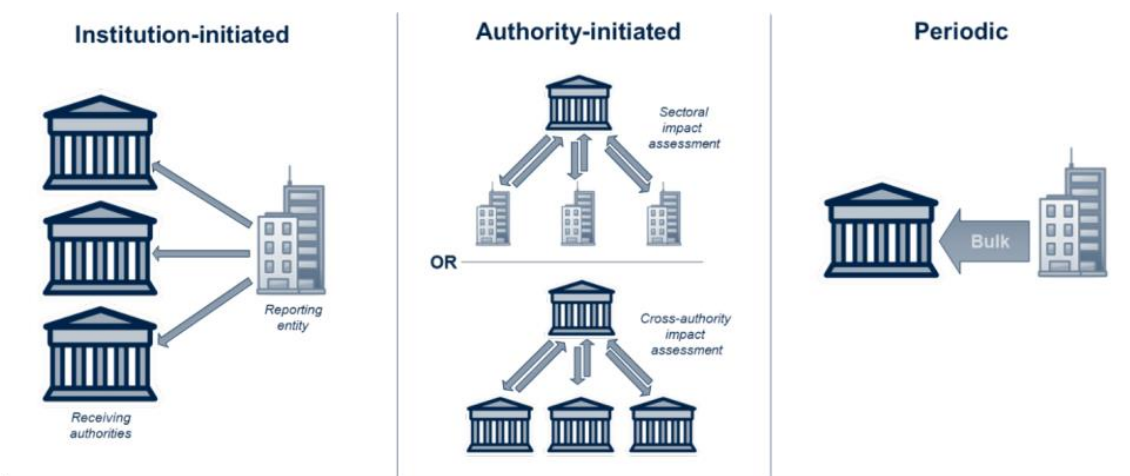 Institution-initiated
Reporting
entity
Receiving
authorities
Authority-initiated
Sectoral
impact
assessment
OR
Cross-authority
impact
assessment
Periodic
Bulk